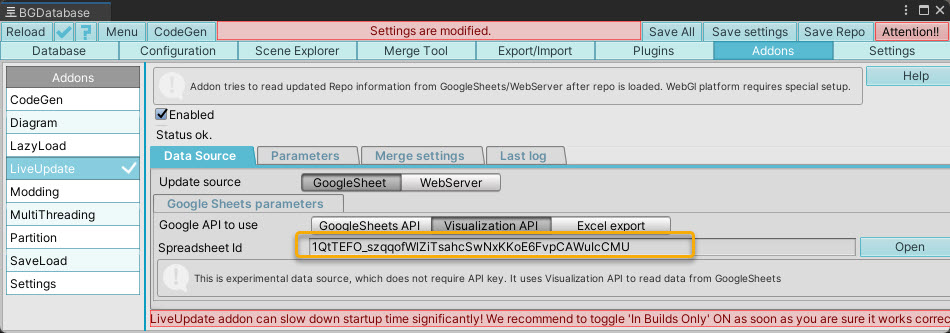 BGDatabase
Reload ? Menu CodeGen Settings are modified. Save All Save settings Save Repo Attention!!
Database Configuration Scene Explorer Merge Tool Export/Import Plugins Addons Settings
Addons
CodeGen
Diagram
LazyLoad
LiveUpdate
Modding
MultiThreading
Partition
SaveLoad
Settings
Addon tries to read updated Repo information from GoogleSheets/WebServer after repo is loaded. WebGl platform requires special setup.
Help
Enabled
Status ok.
Data Source Parameters Merge settings Last log
Update source GoogleSheet WebServer
Google Sheets parameters
Google API to use GoogleSheets API Visualization API Excel export
Spreadsheet Id 1QtTEFO_szqqofWlZiTsahcSwNxKKoE6FvpCAWulcCMU Open
This is experimental data source, which does not require API key. It uses Visualization API to read data from GoogleSheets
LiveUpdate addon can slow down startup time significantly! We recommend to toggle 'In Builds Only' ON as soon as you are sure it works correc